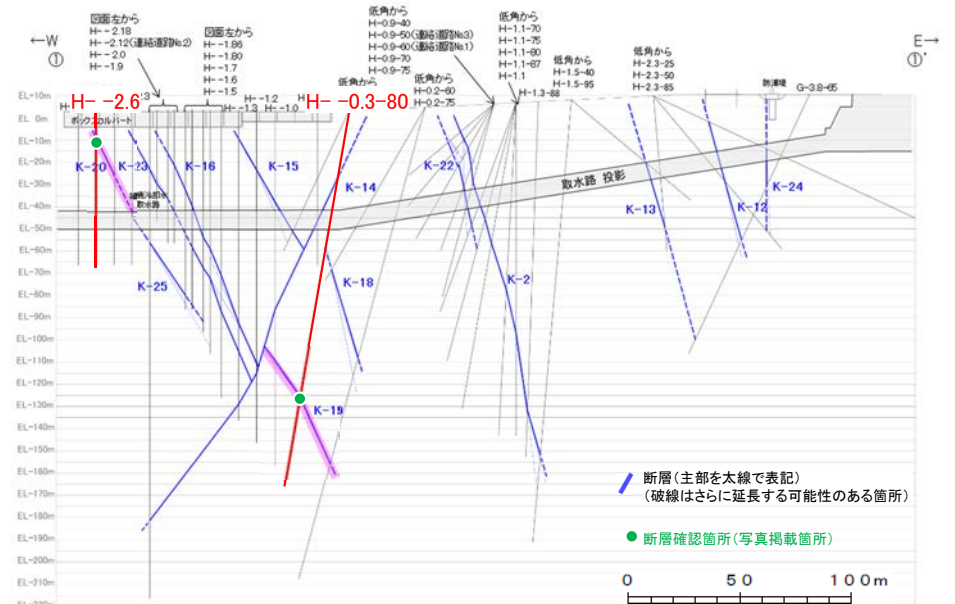 ←W
①
図面左から
H--2.18
H--2.12(連絡道路№2)
H--2.0
H--1.9
図面左から
H--1.86
H--1.80
H--1.7
H--1.6
H--1.5
低角から
H-0.9-40
H-0.9-50(連絡道路№3)
H-0.9-60(連絡道路№1)
H-0.9-70
H-0.9-75
低角から
H-1.1-70
H-1.1-75
H-1.1-80
H-1.1-87
H-1.1
低角から
H-0.2-60
H-0.2-75
低角から
H-1.5-40
H-1.5-95
低角から
H-2.3-25
H-2.3-50
H-2.3-85
E→
①'
低角から
防潮堤
G-3.8-65
H-1.3-88
H--2.6
H--0.3-80
-1.3
H--1.2
H--1.0
ボックスカルバート
EL+10m
EL 0m
EL-10m
EL-20m
EL-30m
EL-40m
EL-50m
EL-60m
EL-70m
EL-80m
EL-90m
EL-100m
EL-110m
EL-120m
EL-130m
EL-140m
EL-150m
EL-160m
EL-170m
EL-180m
EL-190m
EL-200m
EL-210m
K-20
K-23
K-16
K-15
K-14
K-22
取水路 投影
K-13
K-12
K-24
取水路
K-25
K-18
K-2
K-19
断層(主部を太線で表記)
(破線はさらに延長する可能性のある箇所)
断層確認箇所(写真掲載箇所)
0 50 100m